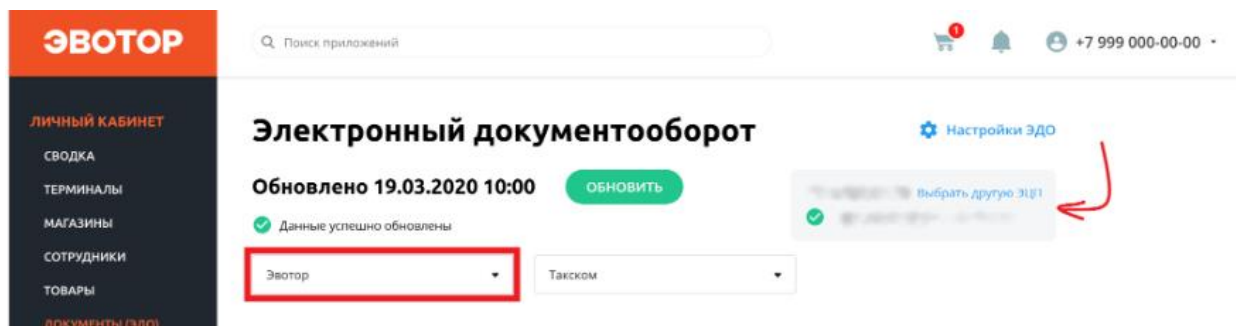 ЭВОТОР
Поиск приложений
1
+7 999 000-00-00
ЛИЧНЫЙ КАБИНЕТ
СВОДКА
ТЕРМИНАЛЫ
МАГАЗИНЫ
СОТРУДНИКИ
ТОВАРЫ
ДОКУМЕНТЫ (ЭДО)
Электронный документооборот
Настройки ЭДО
Обновлено 19.03.2020 10:00
ОБНОВИТЬ
Выбрать другую ЭЦП
Данные успешно обновлены
Эвотор
Такском